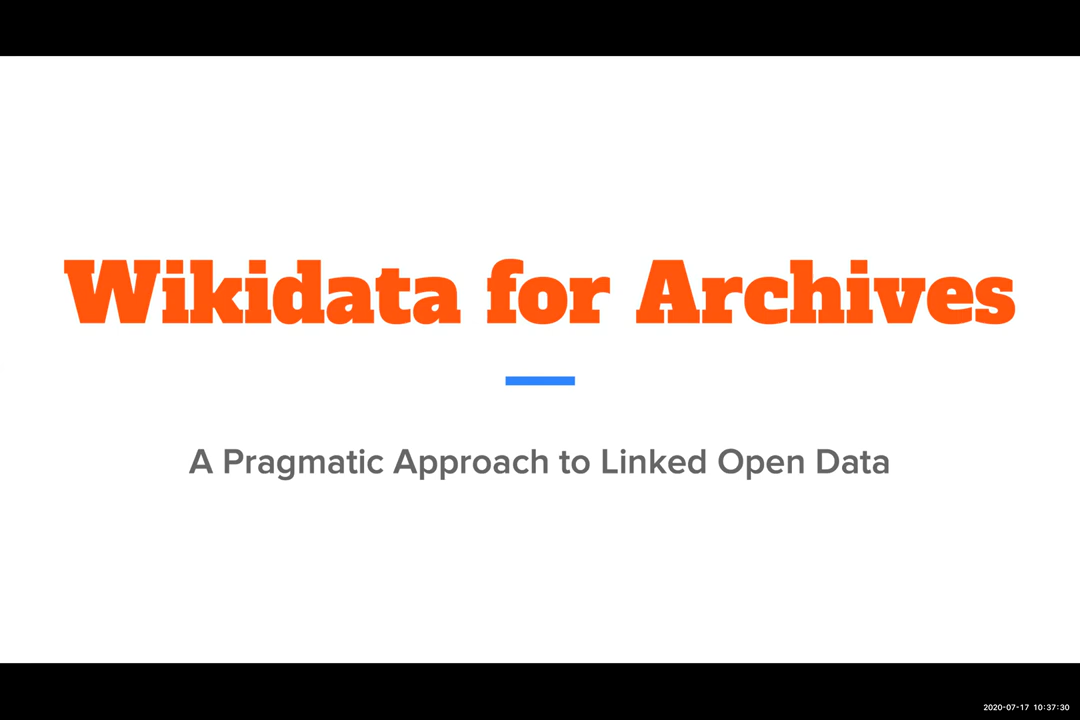 Wikidata for Archives
A Pragmatic Approach to Linked Open Data
2020-07-17 10:37:30